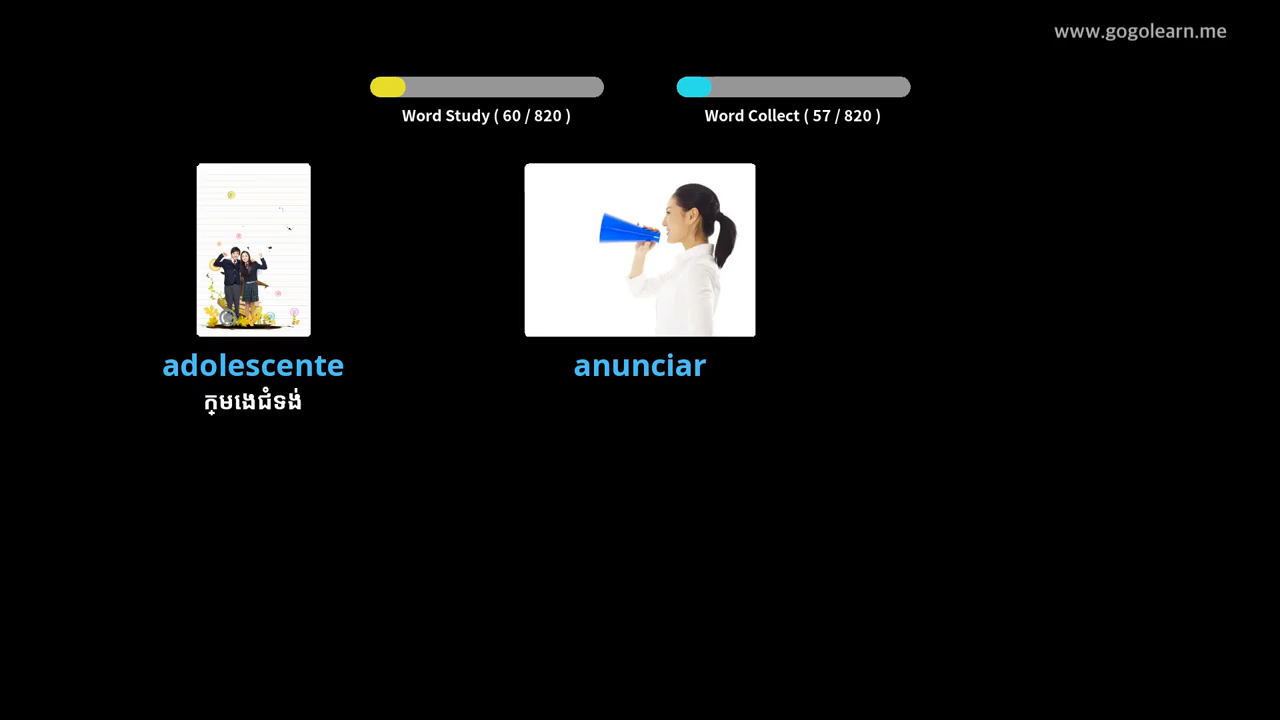 www.gogolearn.me
Word Study ( 60 / 820 )
Word Collect ( 57 / 820 )
adolescente
ក្មេងជំទង់
anunciar